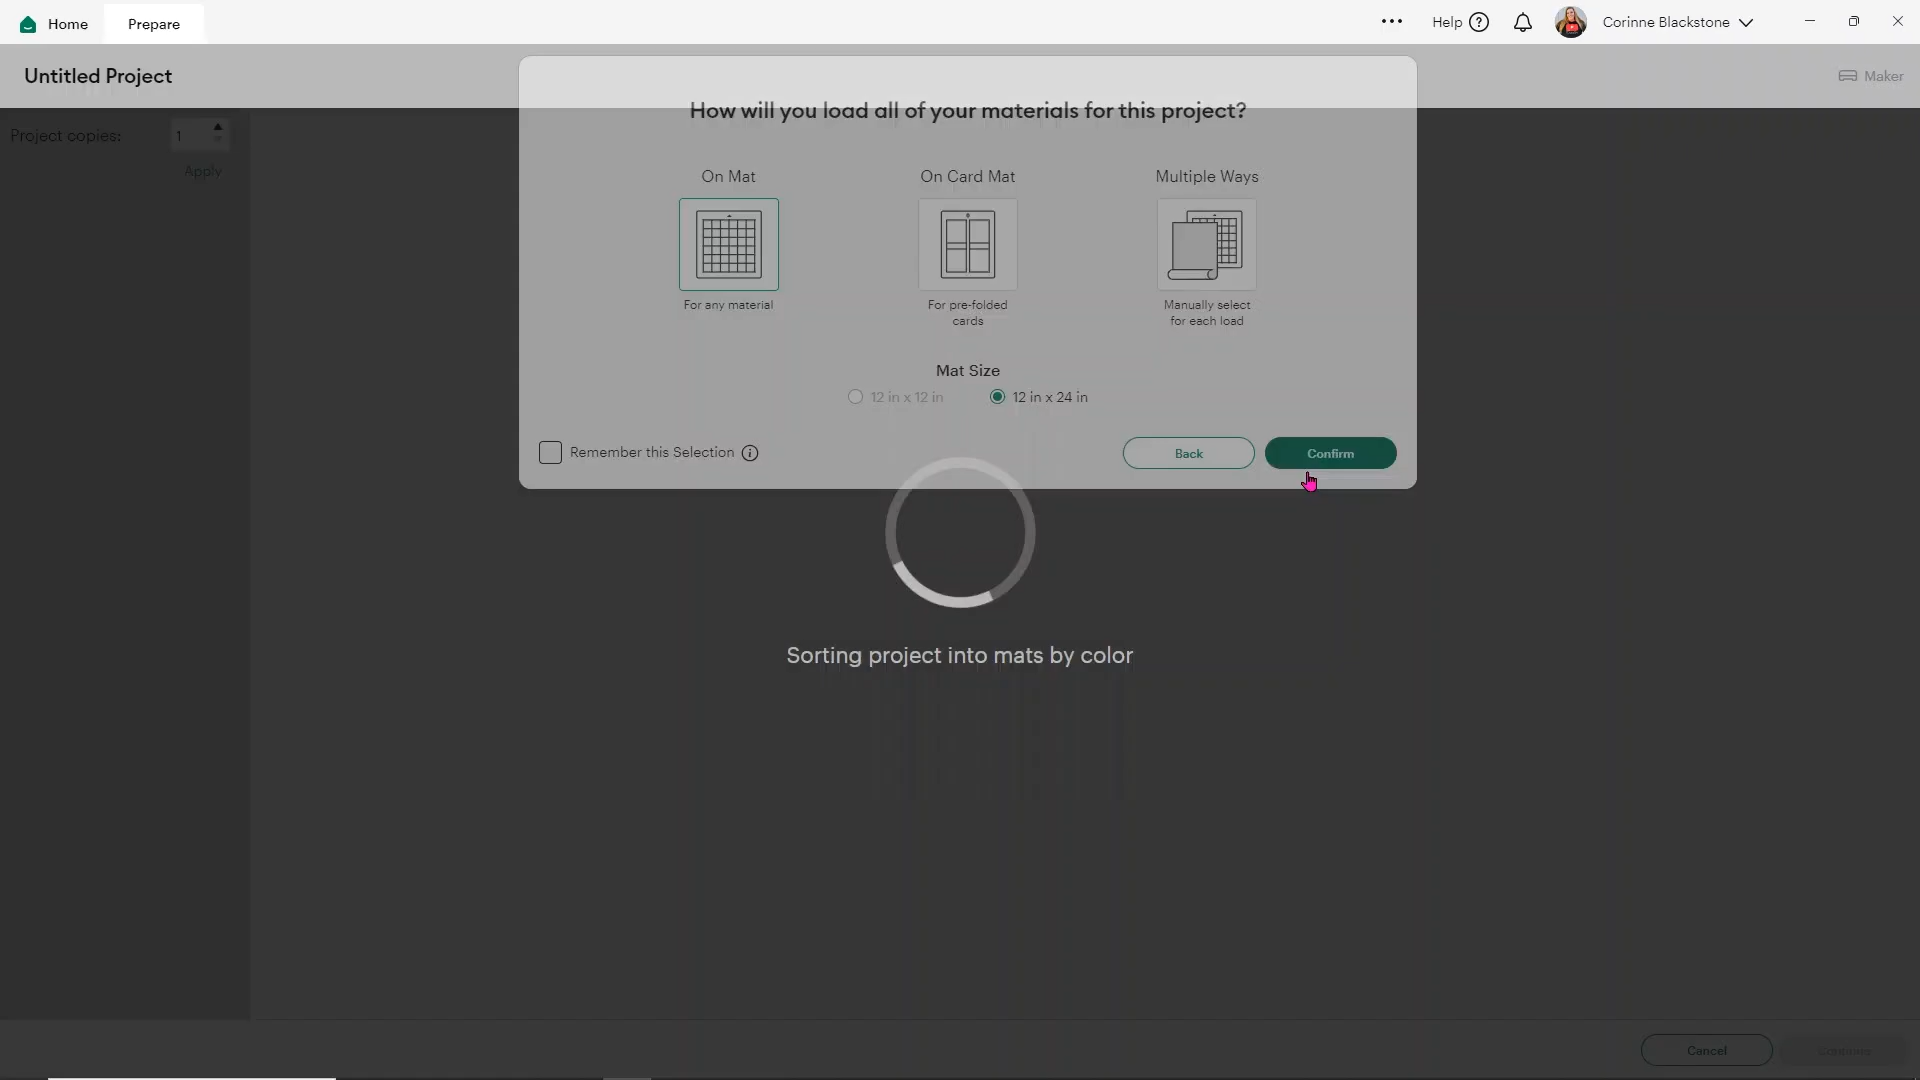 Home
Prepare
Help
Corinne Blackstone
Untitled Project
Maker
How will you load all of your materials for this project?
Project copies:
1
Apply
On Mat
On Card Mat
Multiple Ways
For any material
For pre-folded
cards
Manually select
for each load
Mat Size
12 in x 12 in
12 in x 24 in
Remember this Selection
Back
Confirm
Sorting project into mats by color
Cancel
Continue